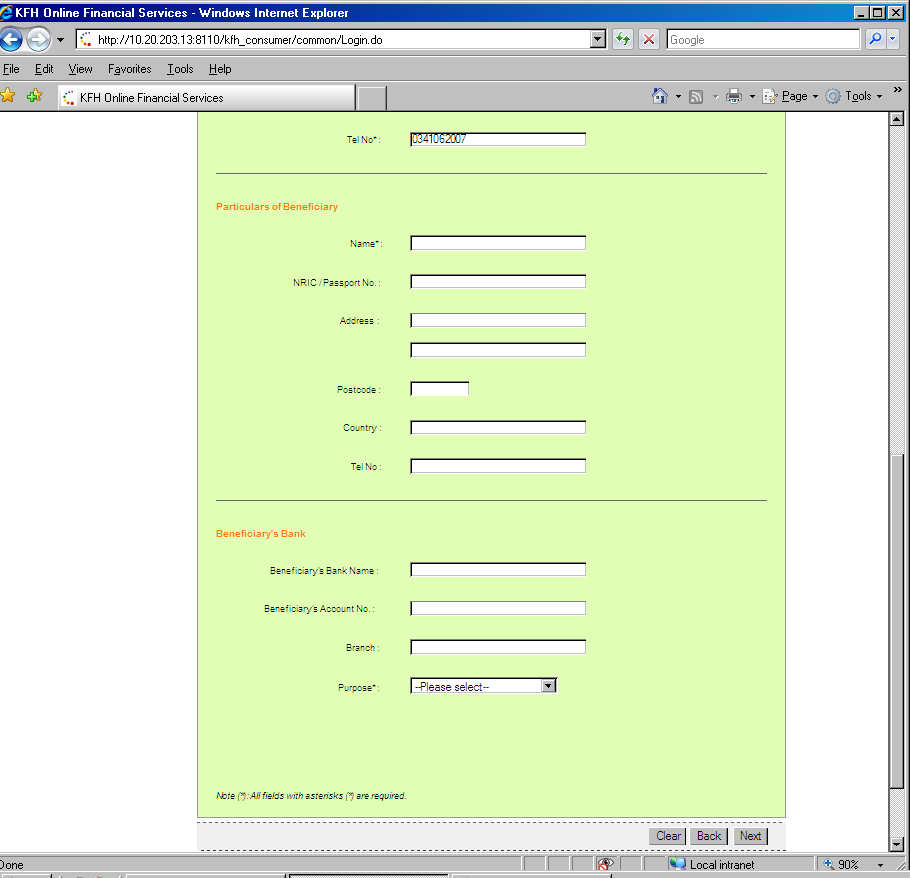 KFH Online Financial Services - Windows Internet Explorer
http://10.20.203.13:8110/kfh_consumer/common/Login.do
Google
File Edit View Favorites Tools Help
KFH Online Financial Services
Page Tools
Tel No*: 0341062007
Particulars of Beneficiary
Name*:
NRIC / Passport No. :
Address :
Postcode :
Country :
Tel No :
Beneficiary's Bank
Beneficiary's Bank Name :
Beneficiary's Account No. :
Branch :
Purpose*: --Please select--
Note (*): All fields with asterisks (*) are required.
Clear Back Next
Done Local intranet 90%